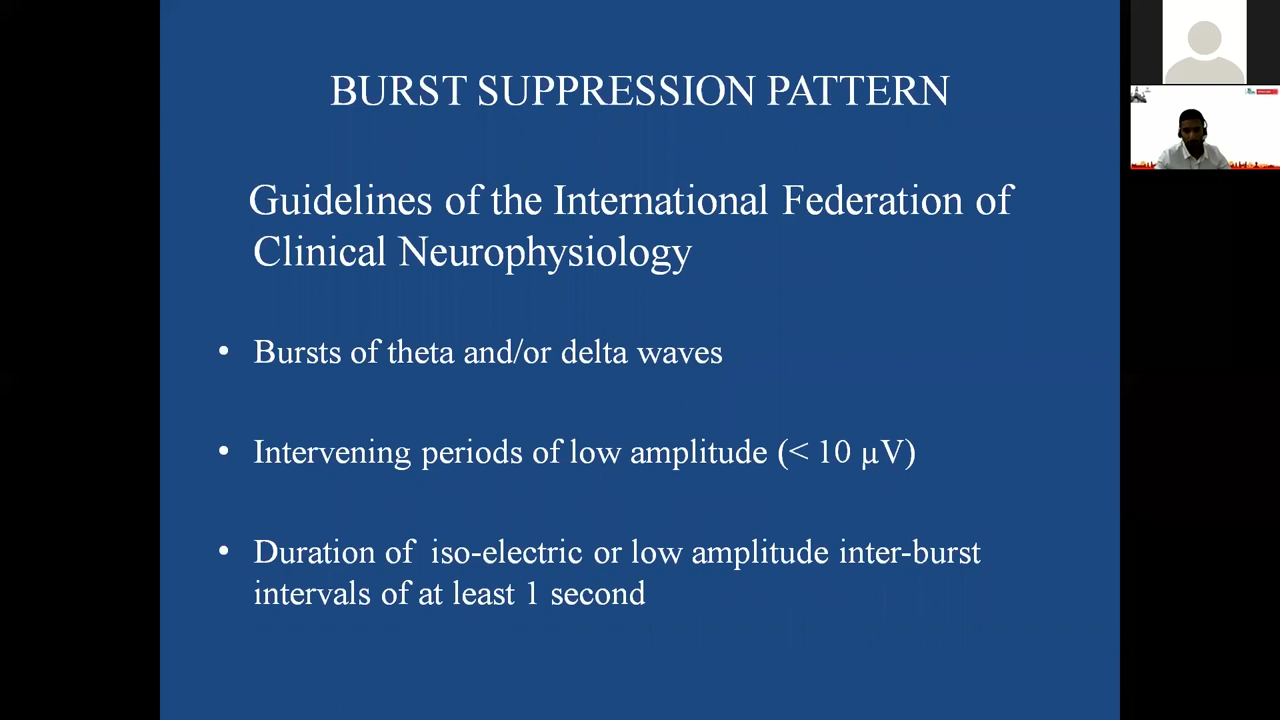 BURST SUPPRESSION PATTERN
Guidelines of the International Federation of
Clinical Neurophysiology
• Bursts of theta and/or delta waves
• Intervening periods of low amplitude (< 10 µV)
• Duration of iso-electric or low amplitude inter-burst
intervals of at least 1 second